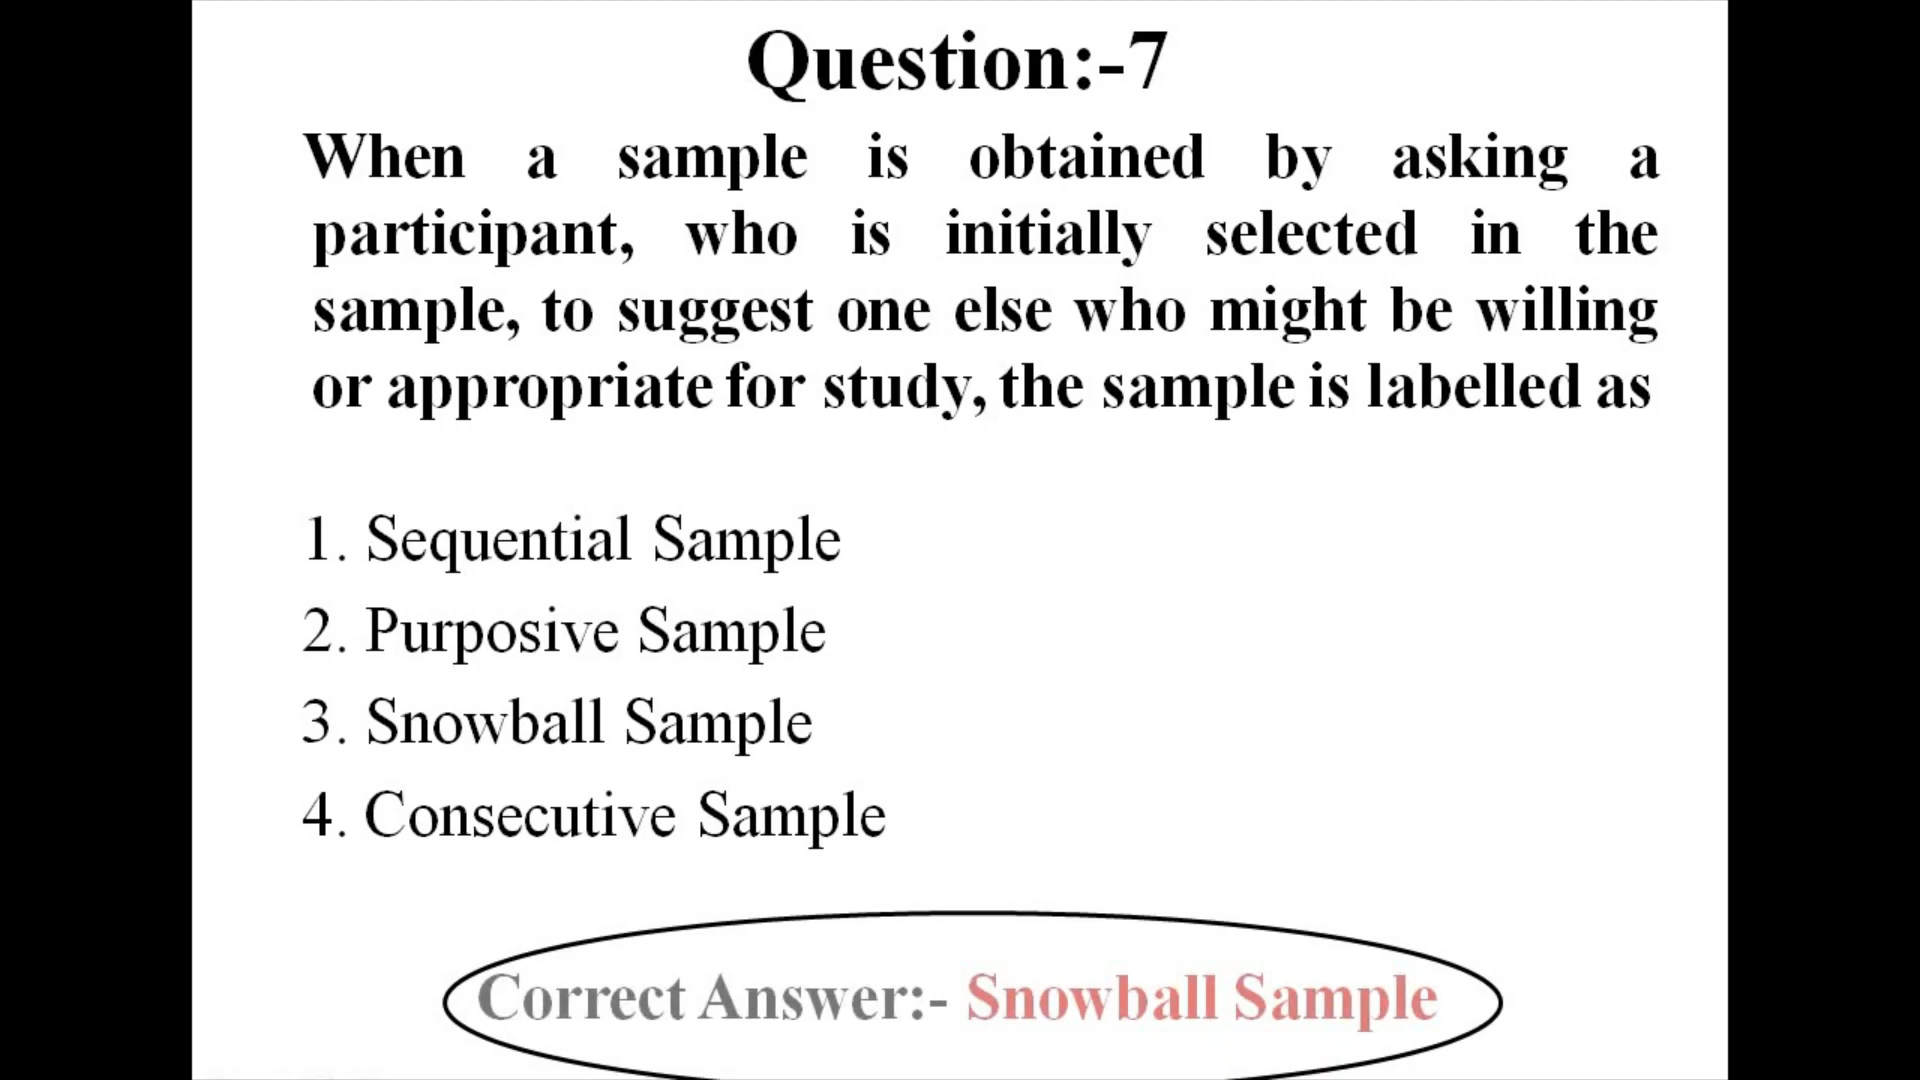 Question:-7
When a sample is obtained by asking a
participant, who is initially selected in the
sample, to suggest one else who might be willing
or appropriate for study, the sample is labelled as
1. Sequential Sample
2. Purposive Sample
3. Snowball Sample
4. Consecutive Sample
Correct Answer:- Snowball Sample